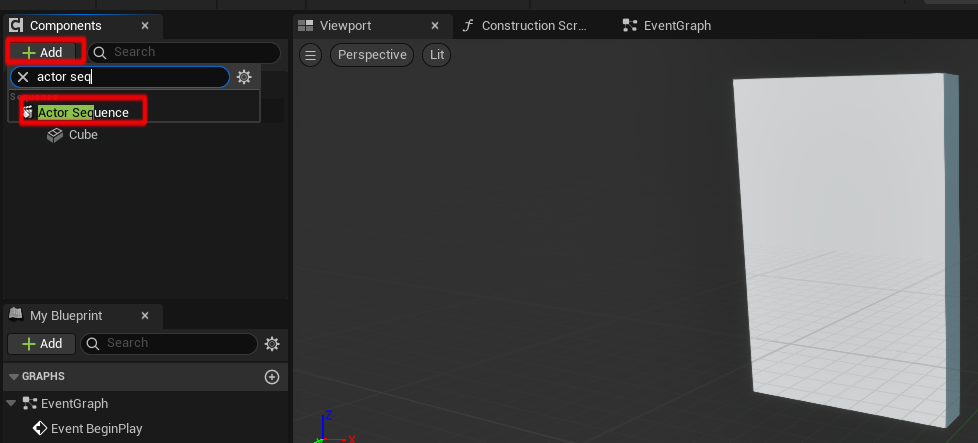 Components
Viewport
Construction Scr...
EventGraph
Add
Search
Perspective
Lit
actor seq
Actor Sequence
Cube
My Blueprint
Add
Search
GRAPHS
EventGraph
Event BeginPlay
Z
X